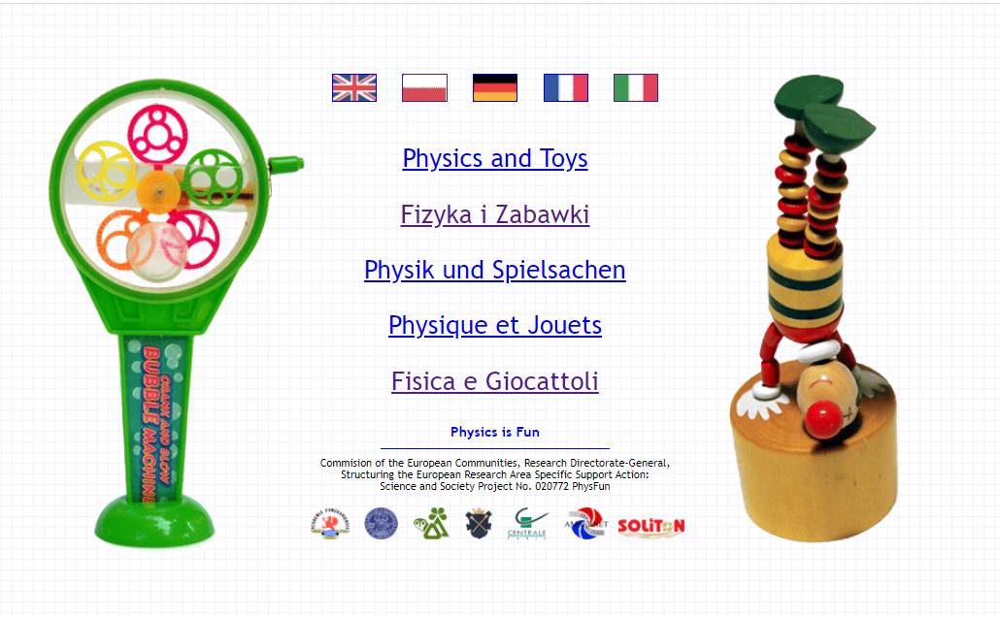 Physics and Toys
Fizyka i Zabawki
Physik und Spielsachen
Physique et Jouets
Fisica e Giocattoli
Physics is Fun
Commision of the European Communities, Research Directorate-General,
Structuring the European Research Area Specific Support Action:
Science and Society Project No. 020772 PhysFun
CRANK AND BLOW
BUBBLE MACHINE
CENTRALE
SOLITON